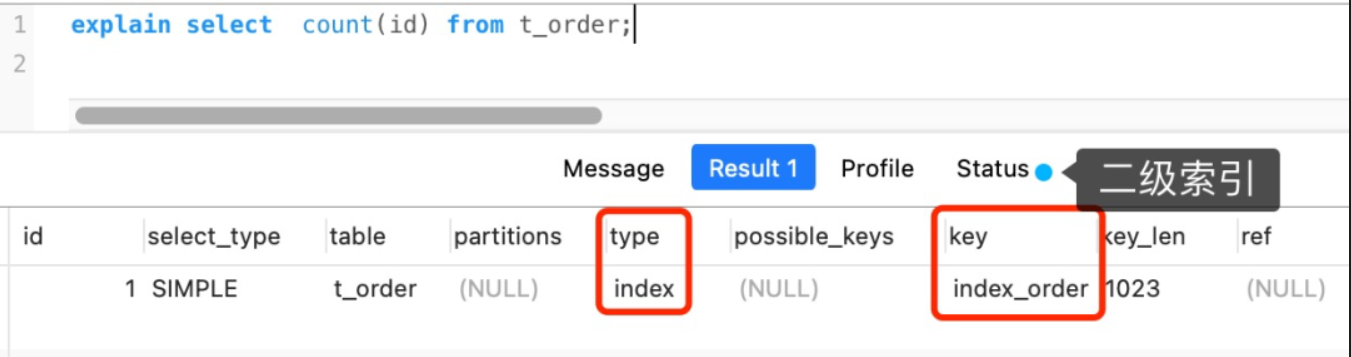 1 explain select count(id) from t_order;
2
Message Result 1 Profile Status 二级索引
id select_type table partitions type possible_keys key key_len ref
1 SIMPLE t_order (NULL) index (NULL) index_order 1023 (NULL)